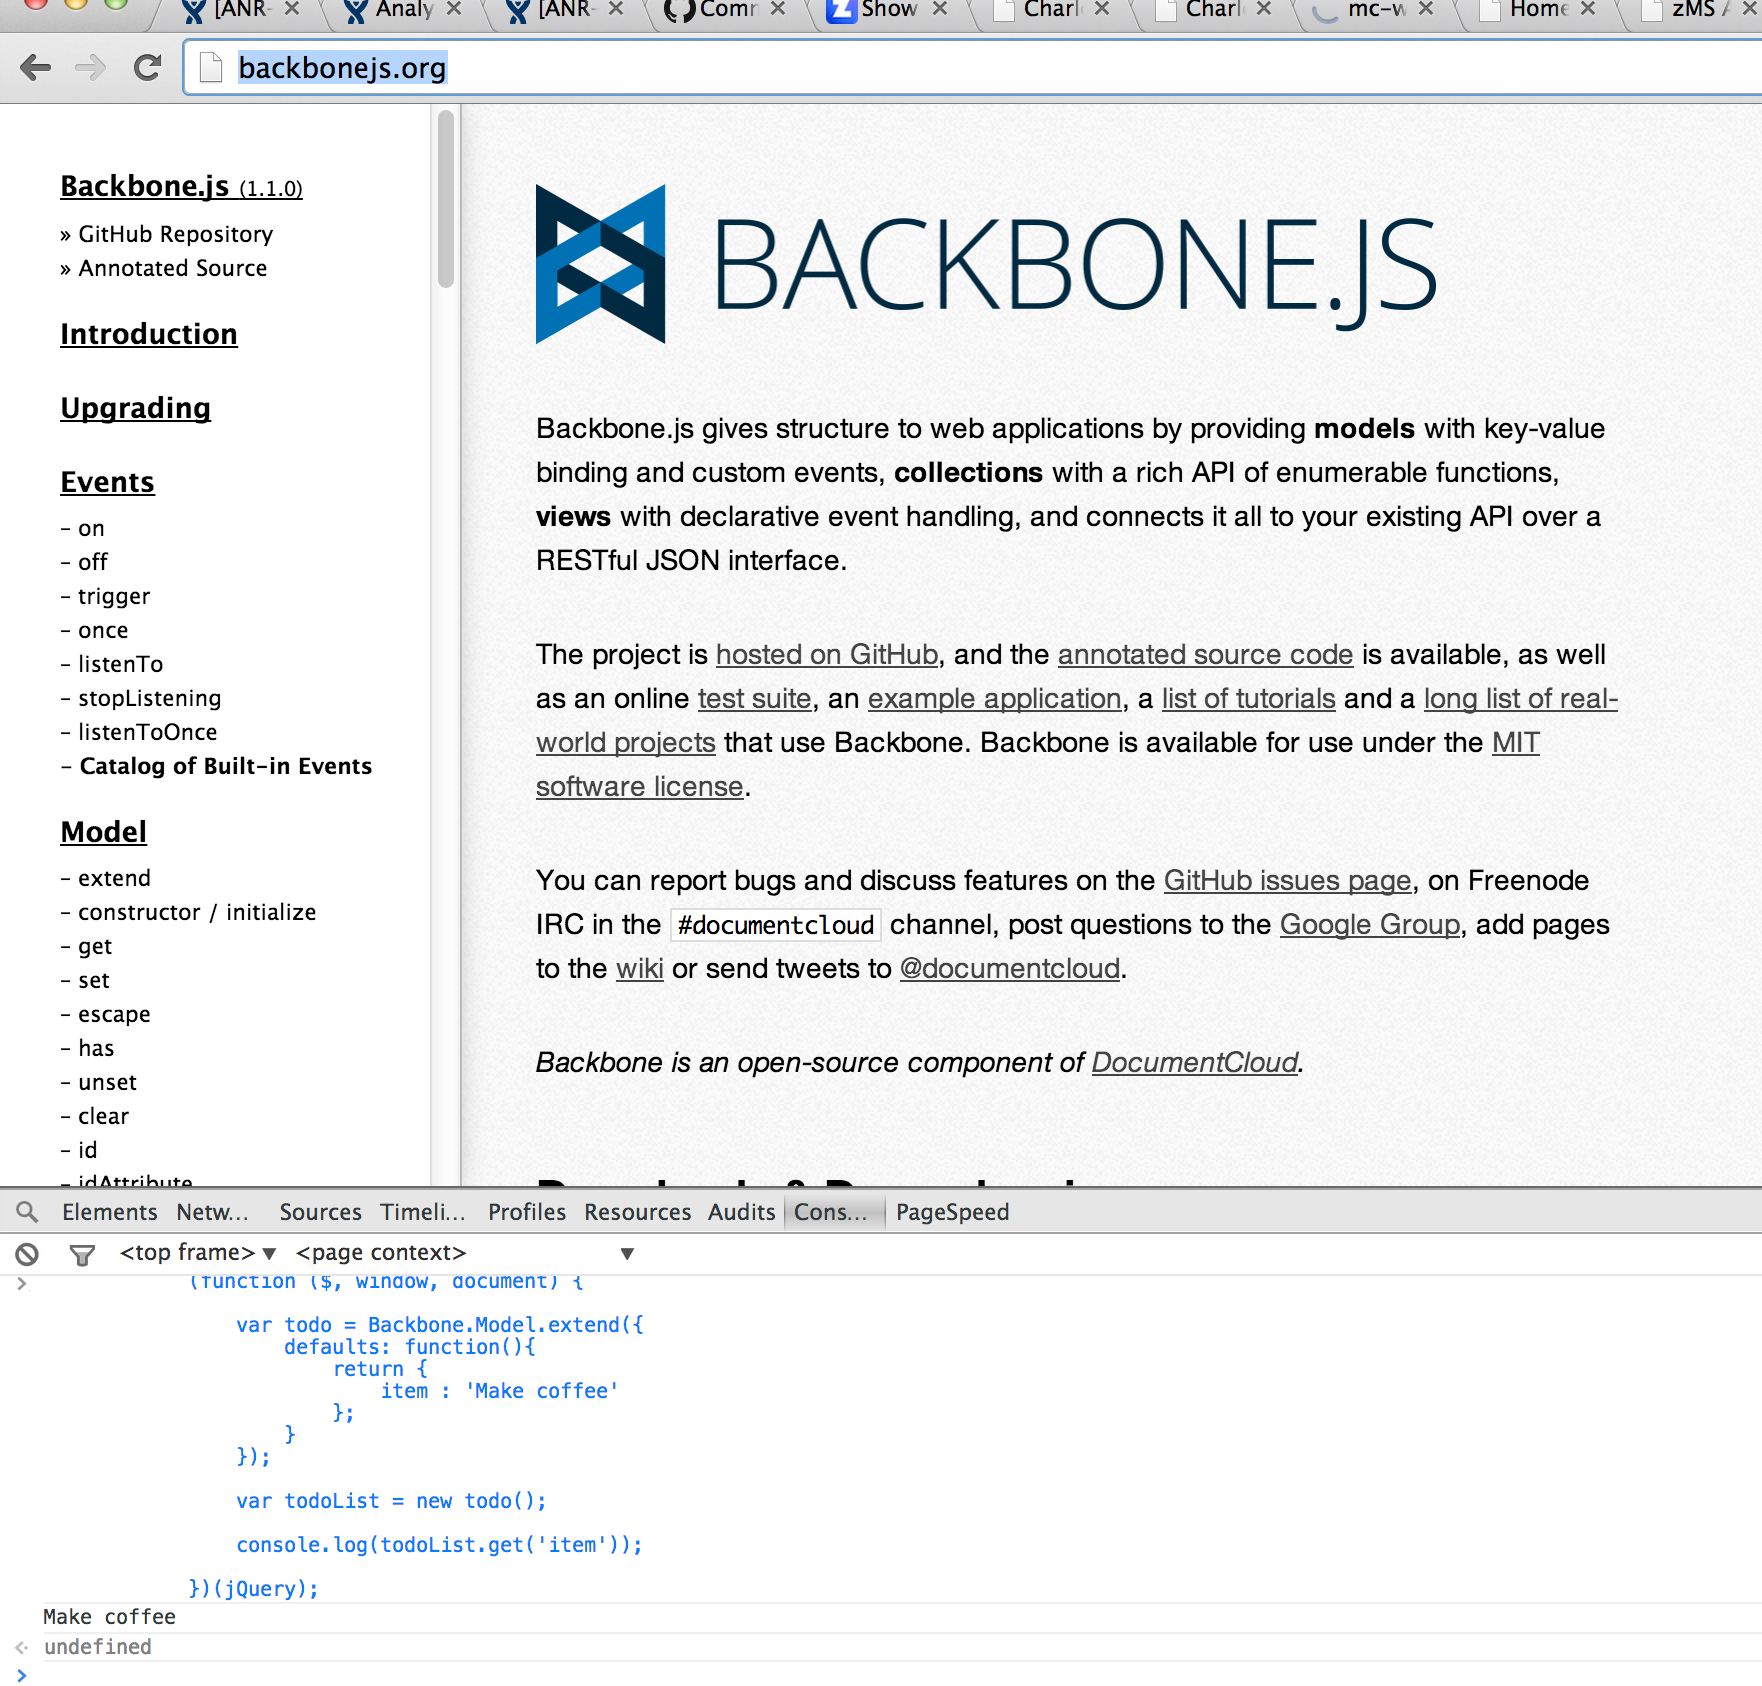 [ANR-
Analy
[ANR-
Comm
Show
Charl
Charl
mc-w
Home
zMS A
backbonejs.org
Backbone.js (1.1.0)
» GitHub Repository
» Annotated Source
Introduction
Upgrading
Events
– on
– off
– trigger
– once
– listenTo
– stopListening
– listenToOnce
– Catalog of Built-in Events
Model
– extend
– constructor / initialize
– get
– set
– escape
– has
– unset
– clear
– id
– idAttribute
BACKBONE.JS
Backbone.js gives structure to web applications by providing models with key-value
binding and custom events, collections with a rich API of enumerable functions,
views with declarative event handling, and connects it all to your existing API over a
RESTful JSON interface.
The project is hosted on GitHub, and the annotated source code is available, as well
as an online test suite, an example application, a list of tutorials and a long list of real-
world projects that use Backbone. Backbone is available for use under the MIT
software license.
You can report bugs and discuss features on the GitHub issues page, on Freenode
IRC in the #documentcloud channel, post questions to the Google Group, add pages
to the wiki or send tweets to @documentcloud.
Backbone is an open-source component of DocumentCloud.
Elements Netw... Sources Timeli... Profiles Resources Audits Cons... PageSpeed
<top frame> ▼ <page context> ▼
(function ($, window, document) {
var todo = Backbone.Model.extend({
defaults: function(){
return {
item : 'Make coffee'
};
}
});
var todoList = new todo();
console.log(todoList.get('item'));
})(jQuery);
Make coffee
undefined